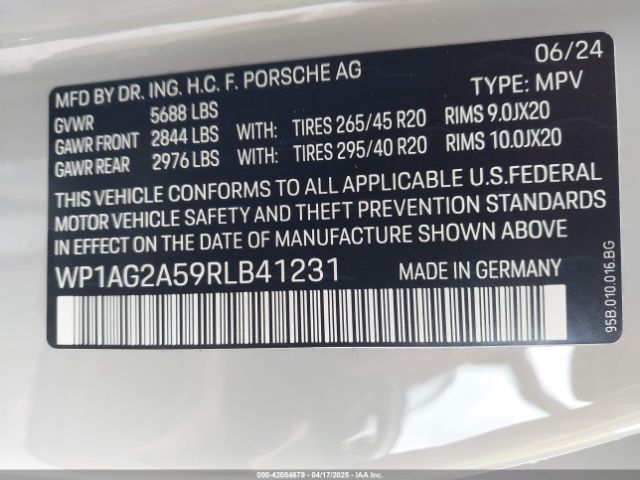 06/24
MFD BY DR. ING. H.C. F. PORSCHE AG
TYPE: MPV
GVWR 5688 LBS
GAWR FRONT 2844 LBS WITH: TIRES 265/45 R20 RIMS 9.0JX20
GAWR REAR 2976 LBS WITH: TIRES 295/40 R20 RIMS 10.0JX20
THIS VEHICLE CONFORMS TO ALL APPLICABLE U.S.FEDERAL
MOTOR VEHICLE SAFETY AND THEFT PREVENTION STANDARDS
IN EFFECT ON THE DATE OF MANUFACTURE SHOWN ABOVE
WP1AG2A59RLB41231 MADE IN GERMANY
95B.010.016.BG
000-42054679 - 04/17/2025 - IAA Inc.